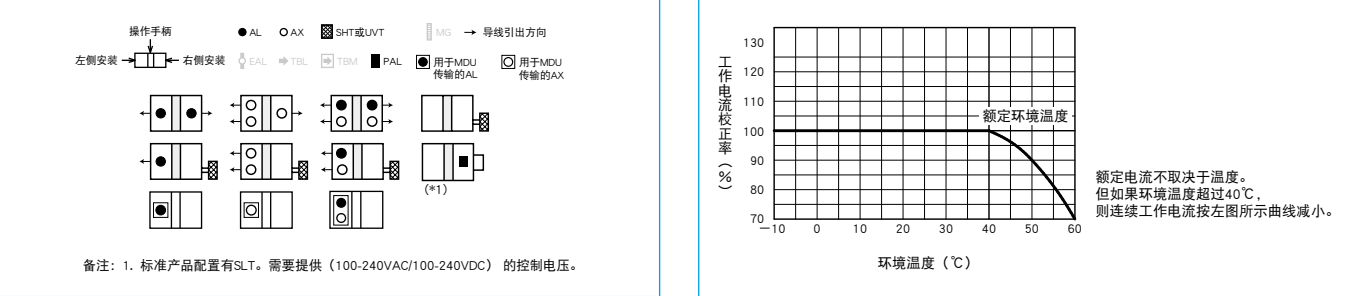 操作手柄
左侧安装
右侧安装
AL AX SHT或UVT MG 导线引出方向
EAL TBL TBM PAL 用于MDU传输的AL 用于MDU传输的AX
(*1)
备注：1. 标准产品配置有SLT。需要提供（100-240VAC/100-240VDC） 的控制电压。
工作电流校正率（%）
130
120
110
100
90
80
70
额定环境温度
-10 0 10 20 30 40 50 60
环境温度（℃）
额定电流不取决于温度。
但如果环境温度超过40℃，
则连续工作电流按左图所示曲线减小。